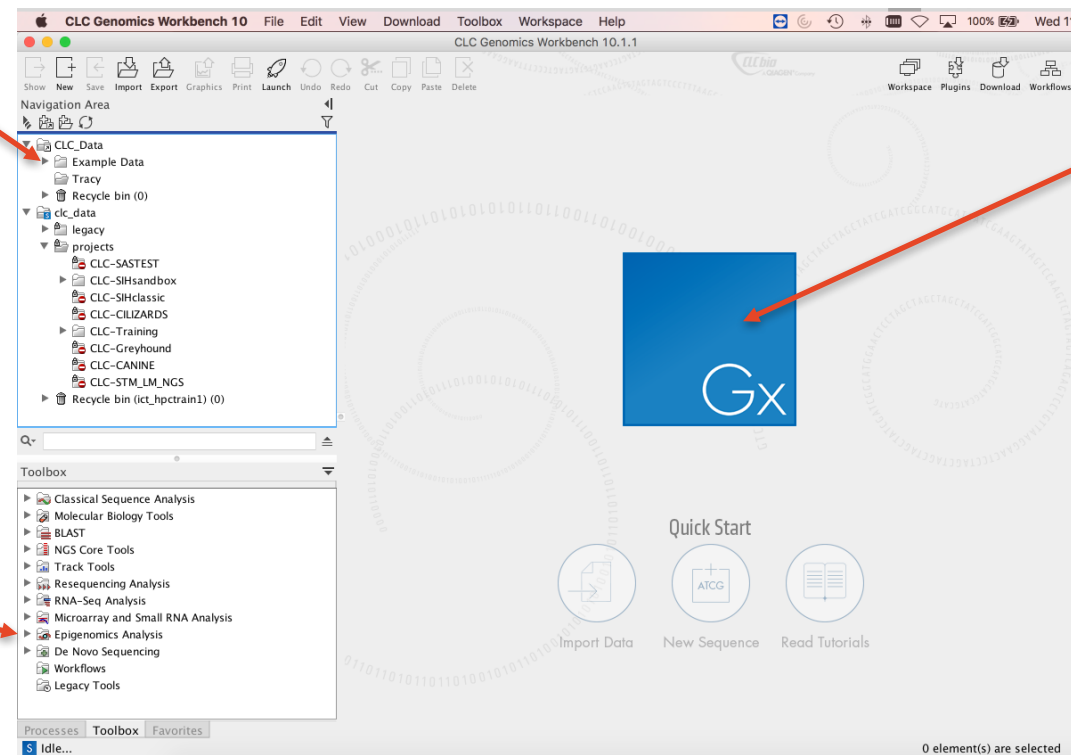 CLC Genomics Workbench 10 File Edit View Download Toolbox Workspace Help 100% Wed 1
CLC Genomics Workbench 10.1.1
Show New Save Import Export Graphics Print Launch Undo Redo Cut Copy Paste Delete Workspace Plugins Download Workflows
CLC bio
Navigation Area
CLC_Data
Example Data
Tracy
Recycle bin (0)
clc_data
legacy
projects
CLC-SASTEST
CLC-SIHsandbox
CLC-SIHclassic
CLC-CILIZARDS
CLC-Training
CLC-Greyhound
CLC-CANINE
CLC-STM_LM_NGS
Recycle bin (ict_hpctrain1) (0)
Toolbox
Classical Sequence Analysis
Molecular Biology Tools
BLAST
NGS Core Tools
Track Tools
Resequencing Analysis
RNA-Seq Analysis
Microarray and Small RNA Analysis
Epigenomics Analysis
De Novo Sequencing
Workflows
Legacy Tools
Processes Toolbox Favorites
S Idle...
Gx
Quick Start
ATCG
Import Data New Sequence Read Tutorials
0 element(s) are selected